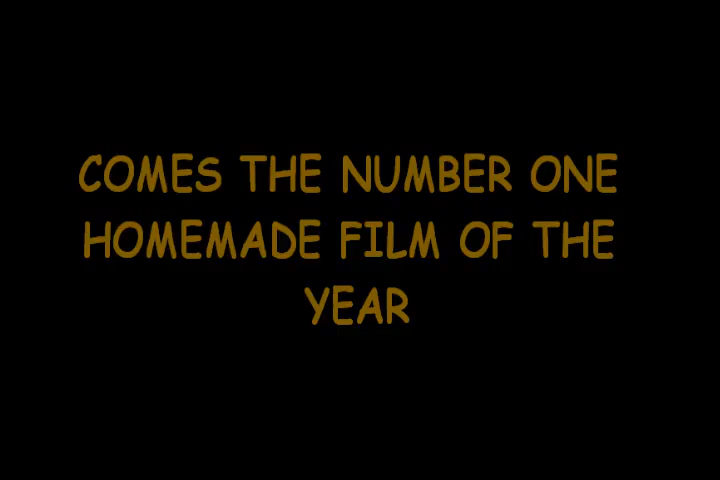 COMES THE NUMBER ONE
HOMEMADE FILM OF THE
YEAR